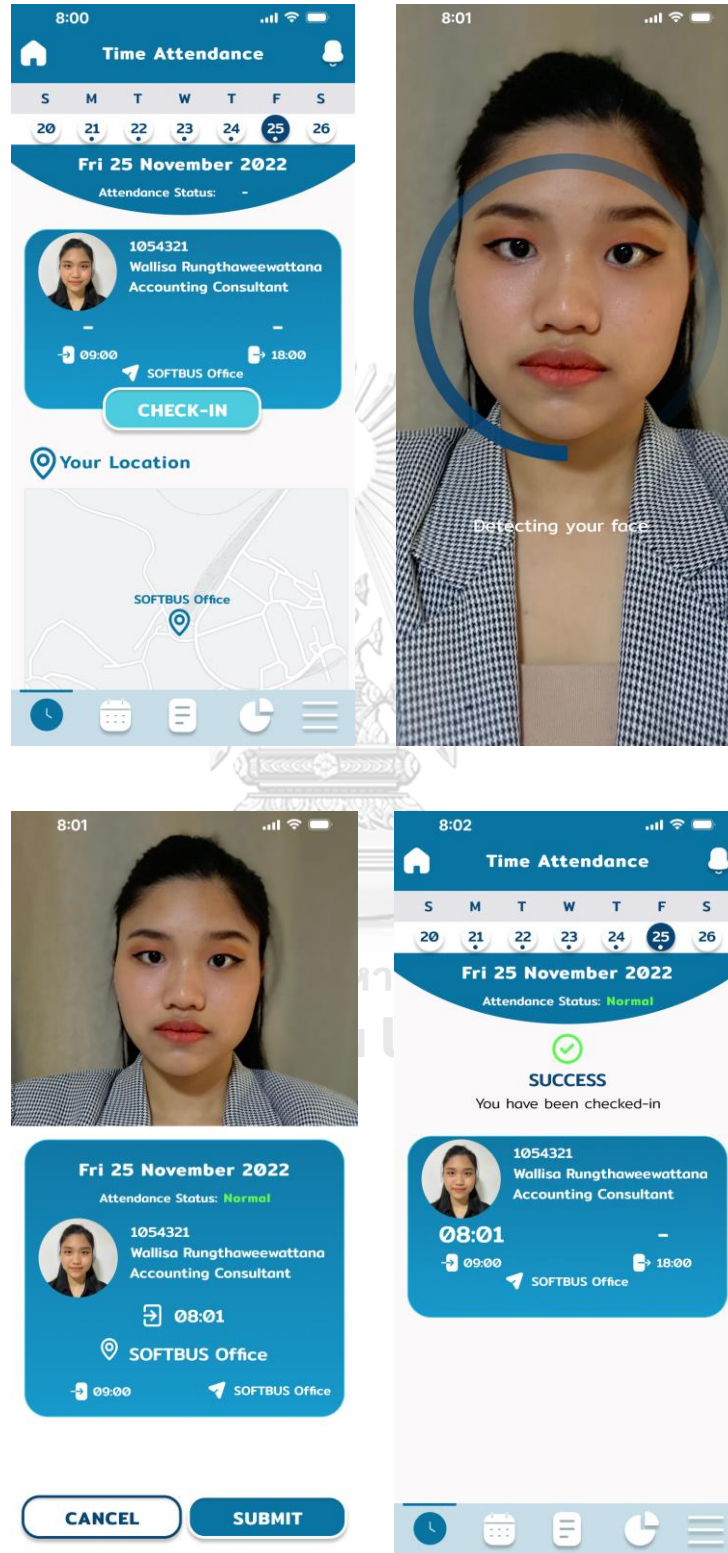 8:00
Time Attendance
S M T W T F S
20 21 22 23 24 25 26
Fri 25 November 2022
Attendance Status: -
1054321
Wallisa Rungthaweewattana
Accounting Consultant
- -
09:00 18:00
SOFTBUS Office
CHECK-IN
Your Location
SOFTBUS Office
8:01
Detecting your face
8:01
Fri 25 November 2022
Attendance Status: Normal
1054321
Wallisa Rungthaweewattana
Accounting Consultant
08:01
SOFTBUS Office
09:00 SOFTBUS Office
CANCEL SUBMIT
8:02
Time Attendance
S M T W T F S
20 21 22 23 24 25 26
Fri 25 November 2022
Attendance Status: Normal
SUCCESS
You have been checked-in
1054321
Wallisa Rungthaweewattana
Accounting Consultant
08:01 -
09:00 18:00
SOFTBUS Office